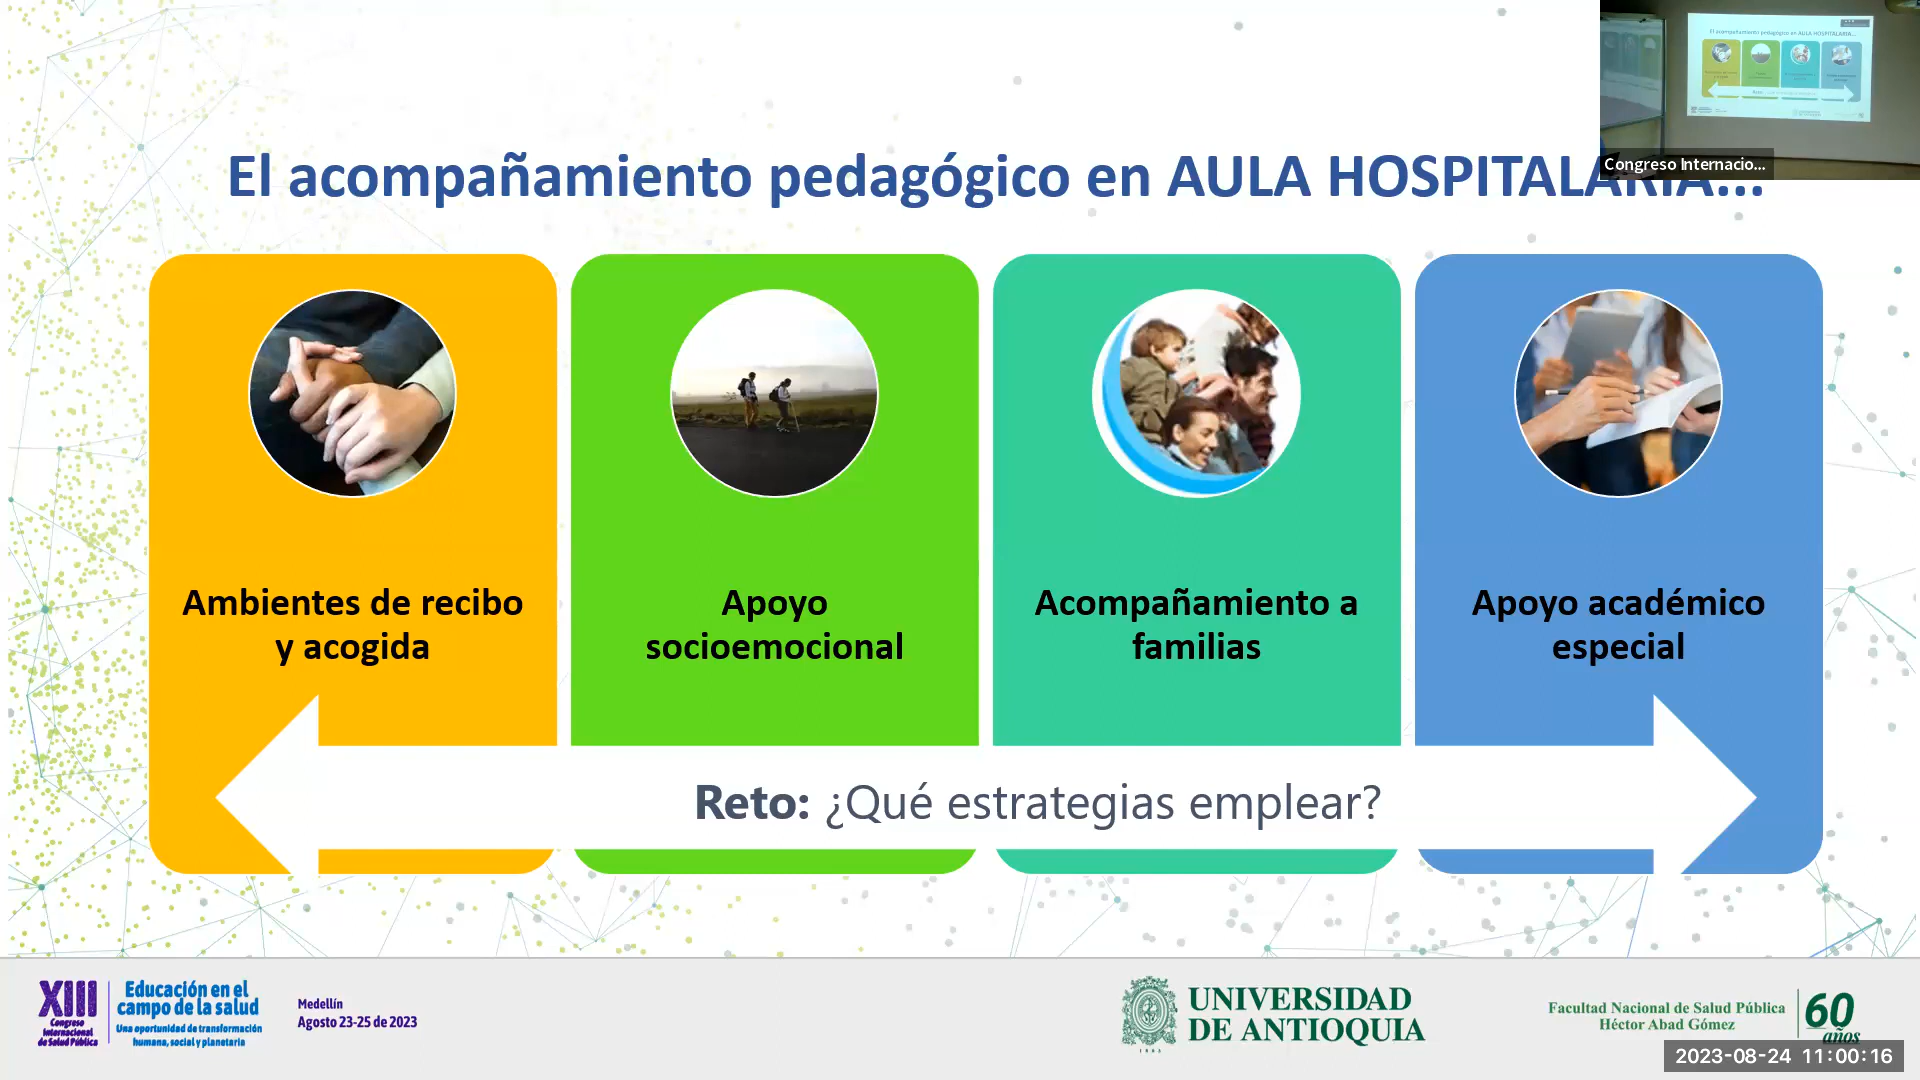 El acompañamiento pedagógico en AULA HOSPITALARIA...
Congreso Internacio...
Ambientes de recibo
y acogida
Apoyo
socioemocional
Acompañamiento a
familias
Apoyo académico
especial
Reto: ¿Qué estrategias emplear?
XIII
Congreso
Internacional
de Salud Pública
Educación en el
campo de la salud
Una oportunidad de transformación
humana, social y planetaria
Medellín
Agosto 23-25 de 2023
UNIVERSIDAD
DE ANTIOQUIA
1803
Facultad Nacional de Salud Pública
Héctor Abad Gómez
60
años
2023-08-24 11:00:16